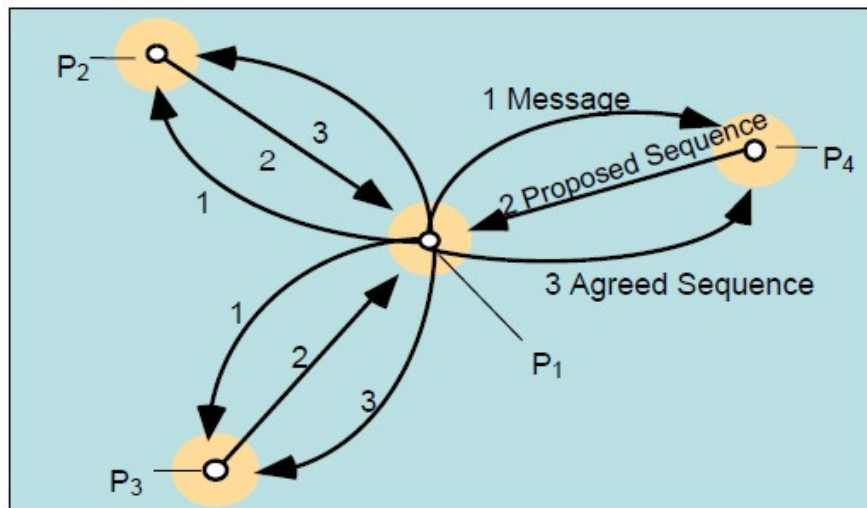 P2
3
1 Message
2
2 Proposed Sequence
P4
1
3 Agreed Sequence
1
2
P1
3
P3